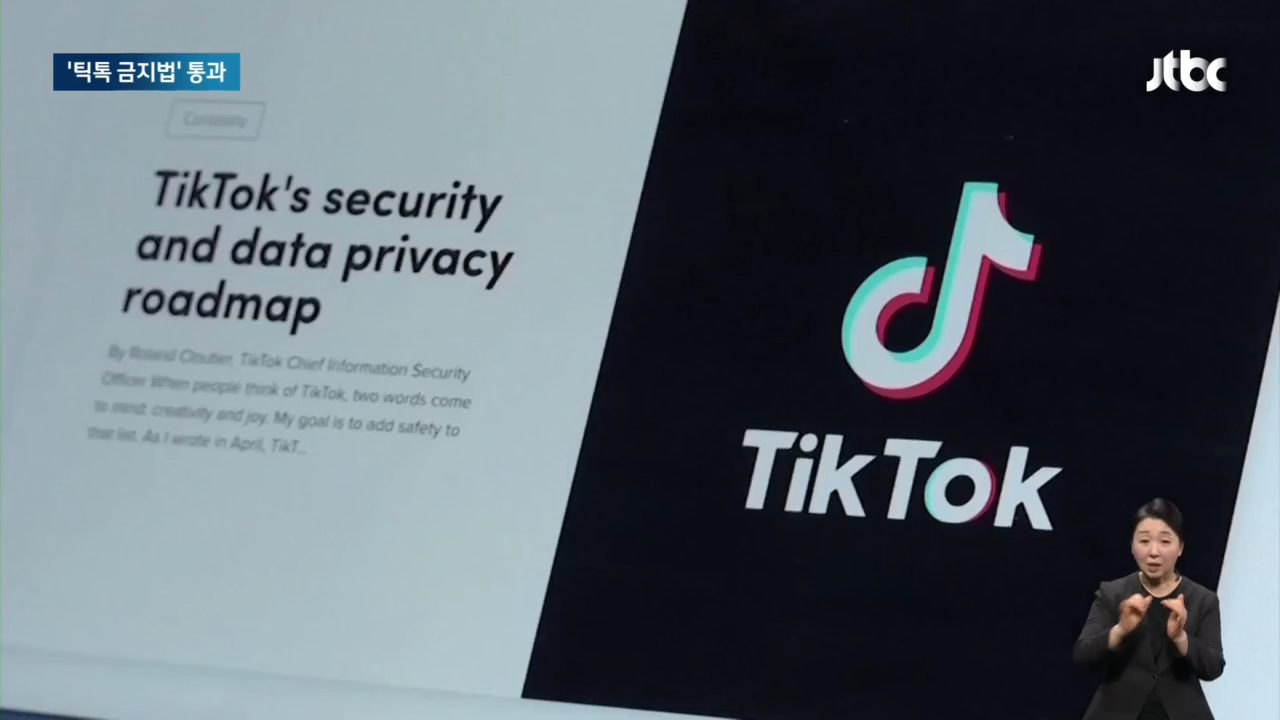 '틱톡 금지법' 통과
jtbc
Company
TikTok's security
and data privacy
roadmap
By Roland Cloutier, TikTok Chief Information Security
Officer When people think of TikTok, two words come
to mind: creativity and joy. My goal is to add safety to
that list. As I wrote in April, TikT...
TikTok